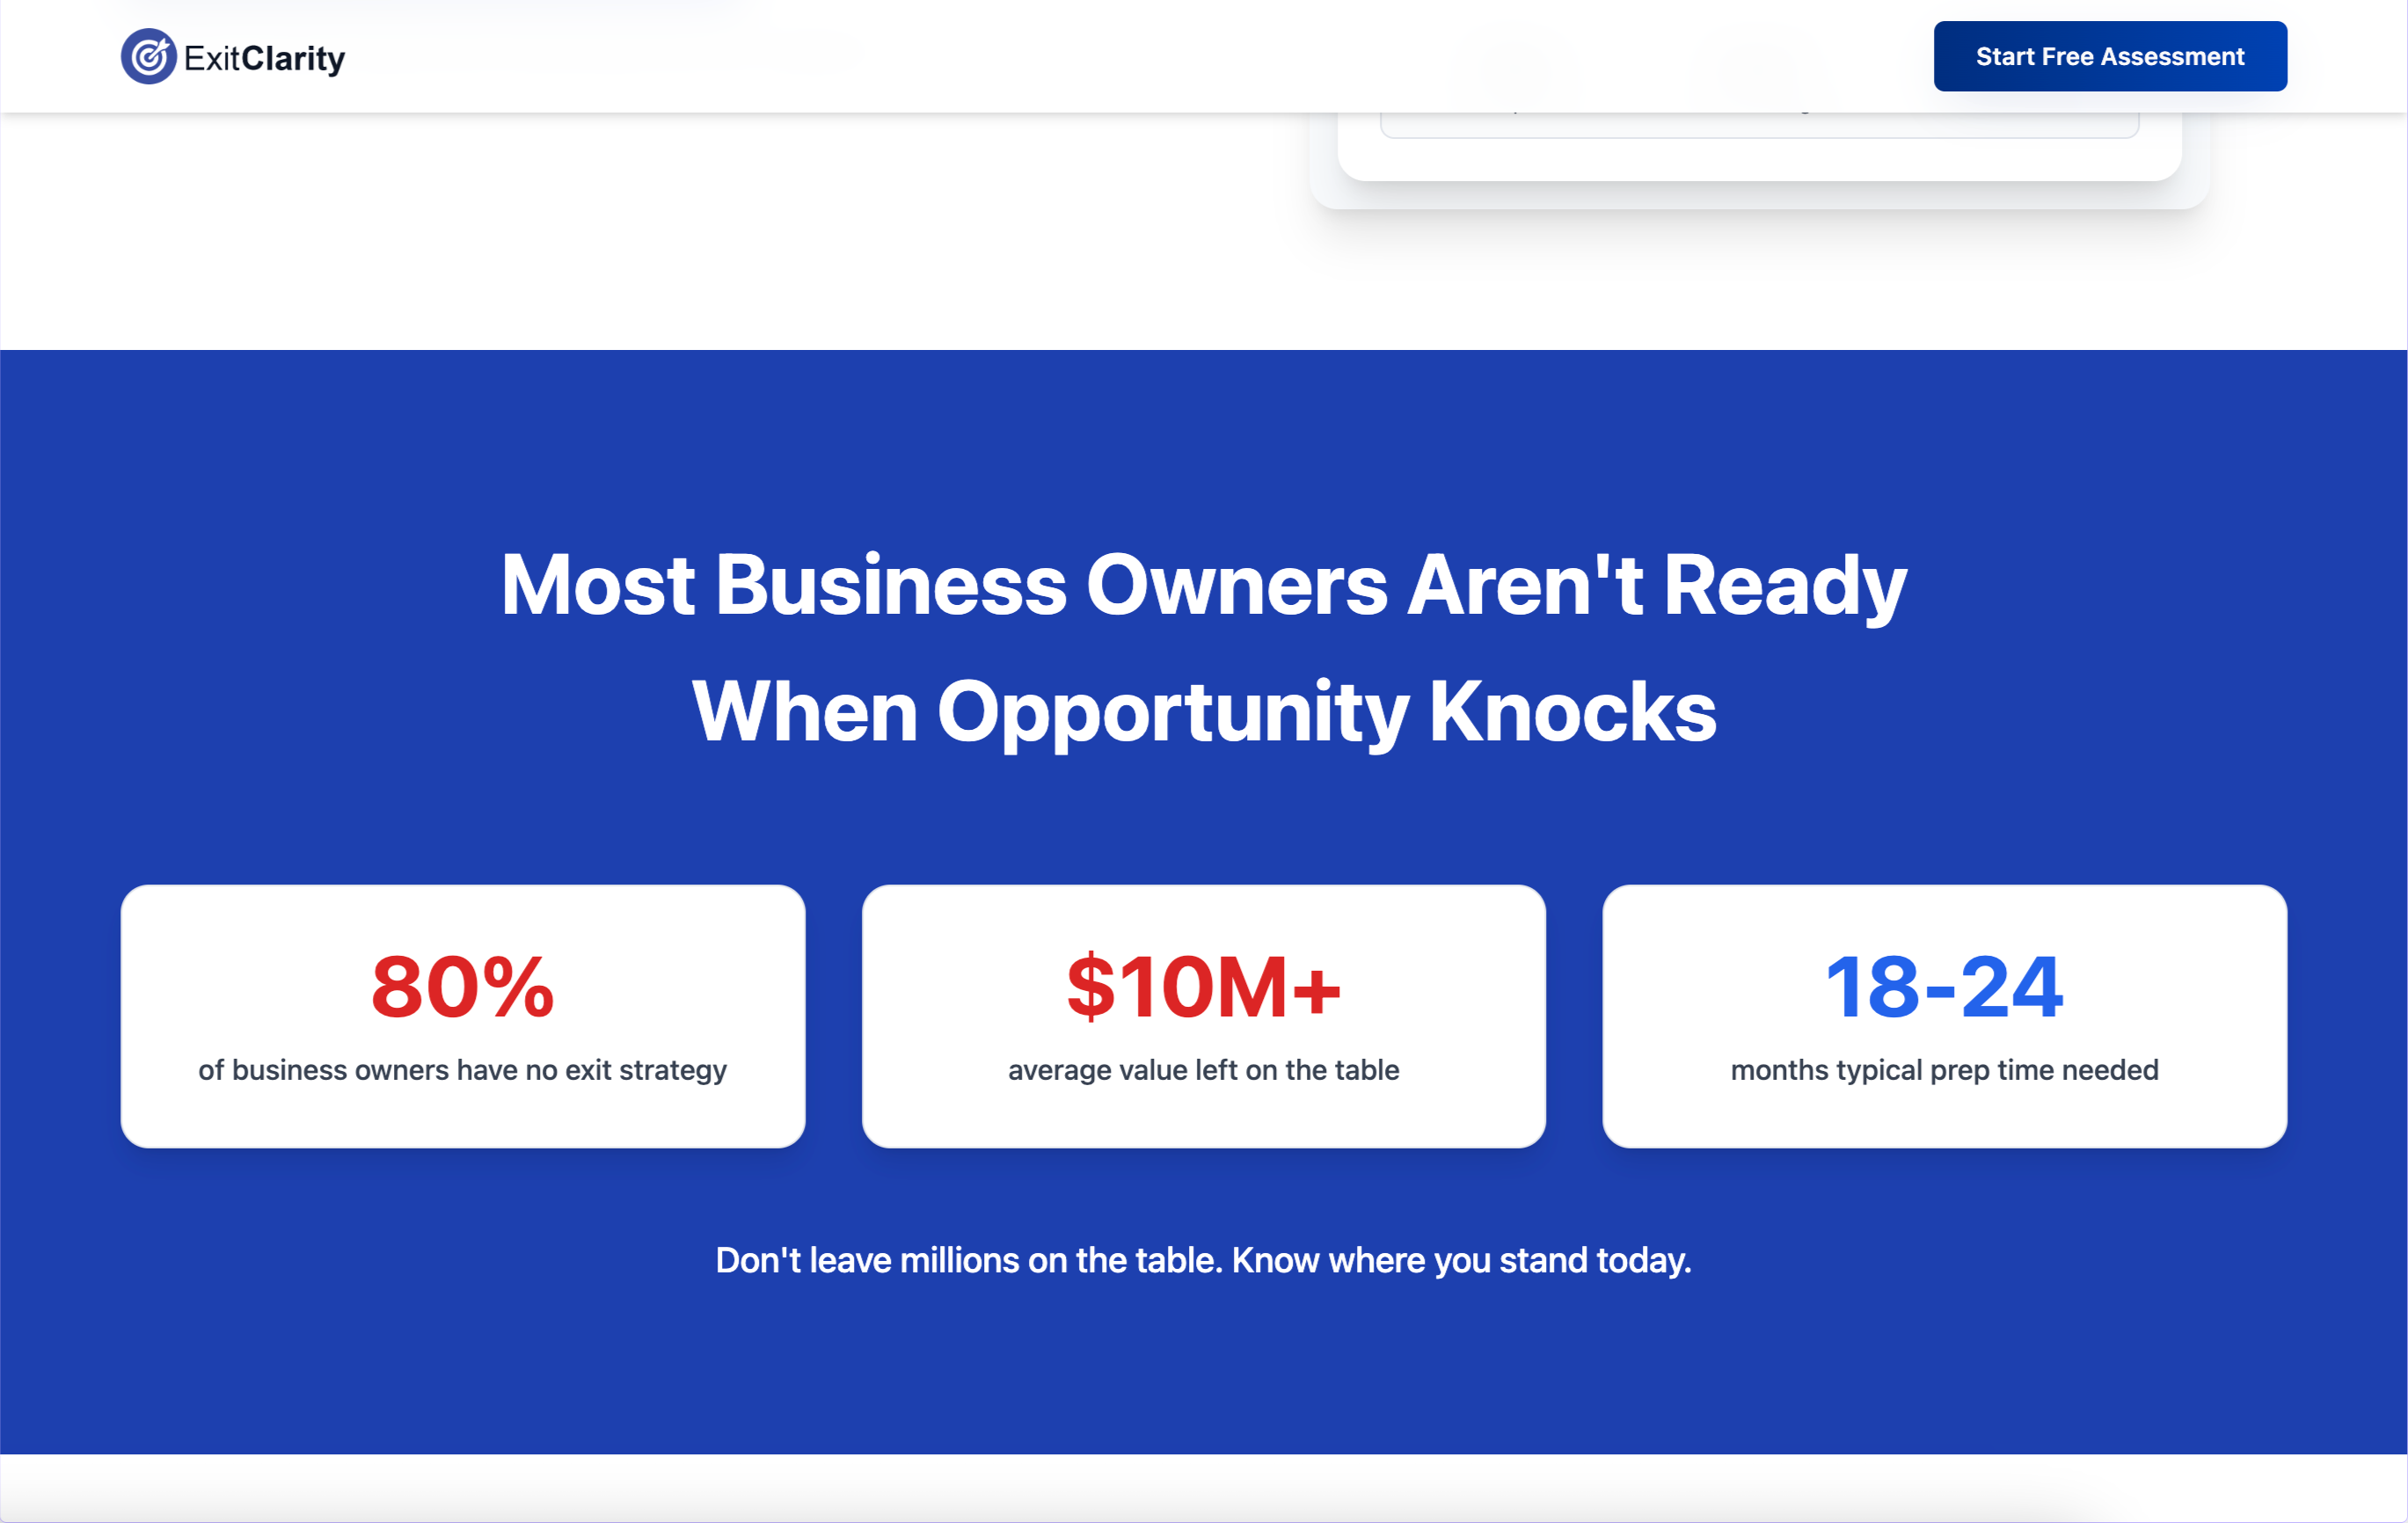 ExitClarity
Start Free Assessment
Most Business Owners Aren't Ready
When Opportunity Knocks
80%
of business owners have no exit strategy
$10M+
average value left on the table
18-24
months typical prep time needed
Don't leave millions on the table. Know where you stand today.